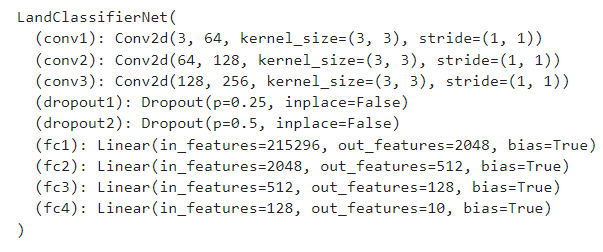 LandClassifierNet(
  (conv1): Conv2d(3, 64, kernel_size=(3, 3), stride=(1, 1))
  (conv2): Conv2d(64, 128, kernel_size=(3, 3), stride=(1, 1))
  (conv3): Conv2d(128, 256, kernel_size=(3, 3), stride=(1, 1))
  (dropout1): Dropout(p=0.25, inplace=False)
  (dropout2): Dropout(p=0.5, inplace=False)
  (fc1): Linear(in_features=215296, out_features=2048, bias=True)
  (fc2): Linear(in_features=2048, out_features=512, bias=True)
  (fc3): Linear(in_features=512, out_features=128, bias=True)
  (fc4): Linear(in_features=128, out_features=10, bias=True)
)